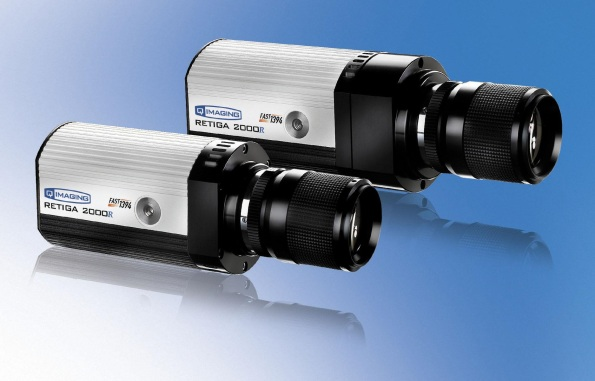 QIMAGING
RETIGA 2000R
FAST 1394
QIMAGING
RETIGA 2000R
FAST 1394